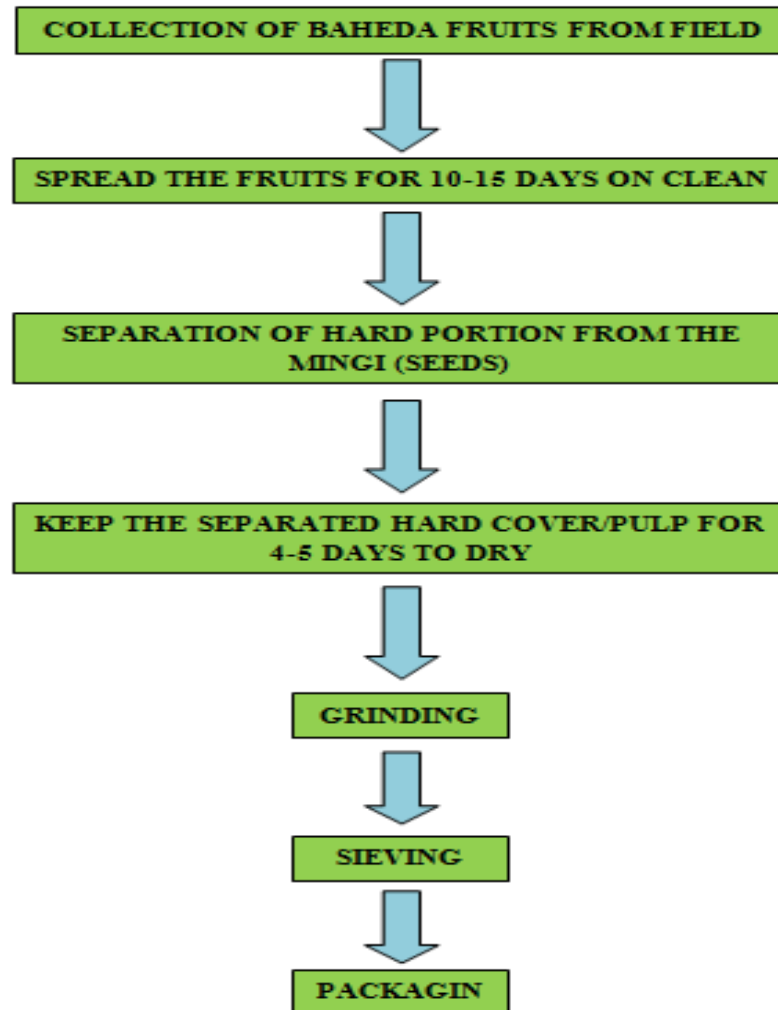 COLLECTION OF BAHEDA FRUITS FROM FIELD
SPREAD THE FRUITS FOR 10-15 DAYS ON CLEAN
SEPARATION OF HARD PORTION FROM THE
MINGI (SEEDS)
KEEP THE SEPARATED HARD COVER/PULP FOR
4-5 DAYS TO DRY
GRINDING
SIEVING
PACKAGIN